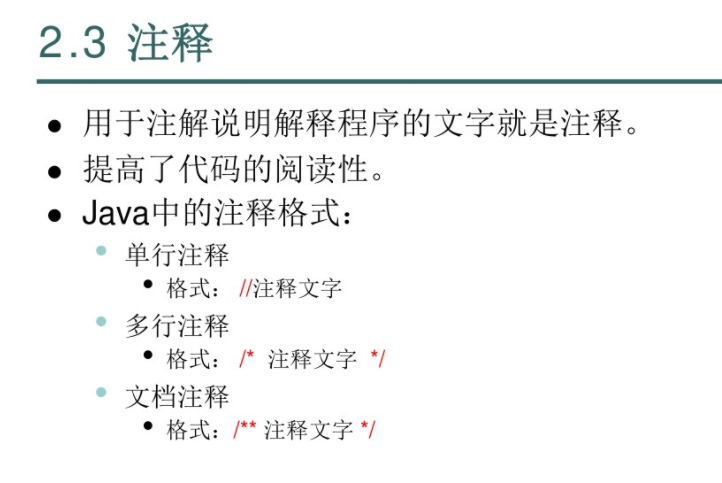 2.3 注释
用于注解说明解释程序的文字就是注释。
提高了代码的阅读性。
Java中的注释格式：
单行注释
格式： //注释文字
多行注释
格式： /* 注释文字 */
文档注释
格式：/** 注释文字 */